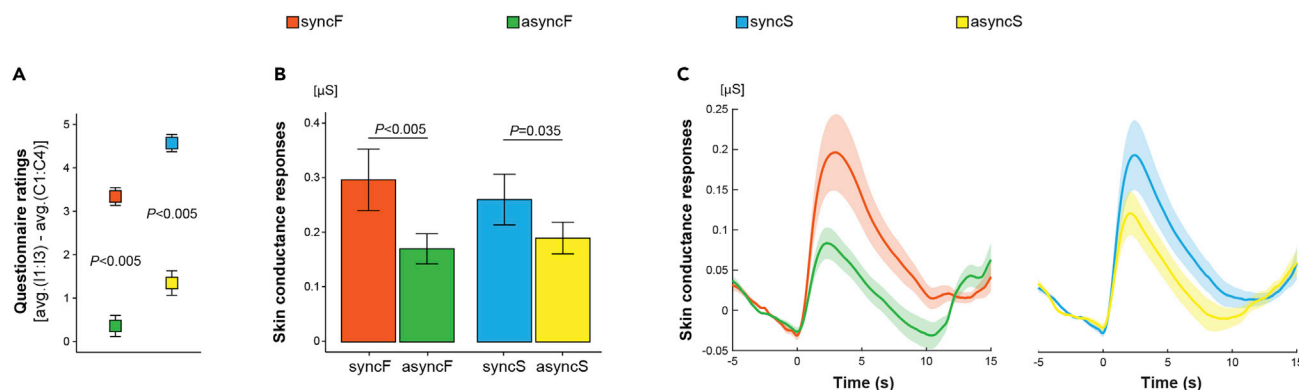 syncF
asyncF
syncS
asyncS
A
Questionnaire ratings
[avg.(I1:I3) - avg.(C1:C4)]
5
4
3
2
1
0
P<0.005
P<0.005
B
[µS]
Skin conductance responses
0.4
0.3
0.2
0.1
0
P<0.005
P=0.035
syncF asyncF syncS asyncS
C
[µS]
Skin conductance responses
0.25
0.20
0.15
0.10
0.05
0
-0.05
-5 0 5 10 15
Time (s)
-5 0 5 10 15
Time (s)